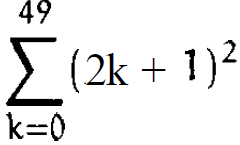 49
∑(2k + 1)²
k=0